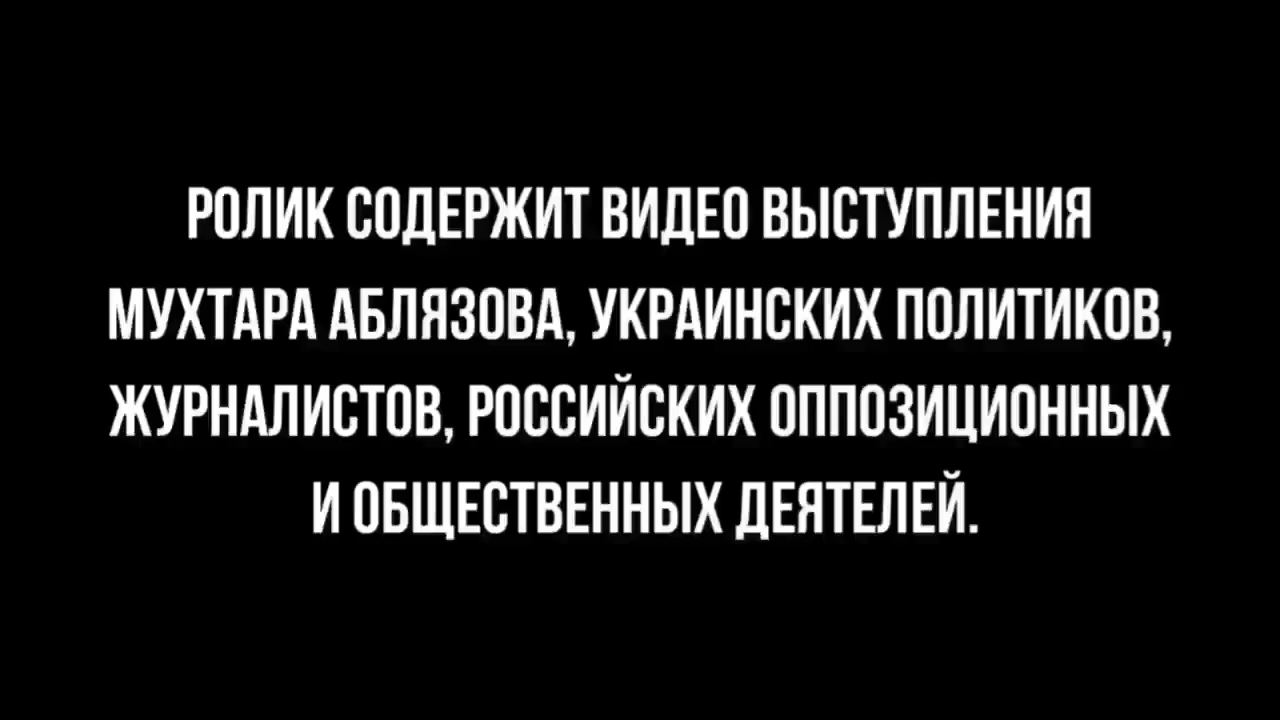 РОЛИК СОДЕРЖИТ ВИДЕО ВЫСТУПЛЕНИЯ
МУХТАРА АБЛЯЗОВА, УКРАИНСКИХ ПОЛИТИКОВ,
ЖУРНАЛИСТОВ, РОССИЙСКИХ ОППОЗИЦИОННЫХ
И ОБЩЕСТВЕННЫХ ДЕЯТЕЛЕЙ.